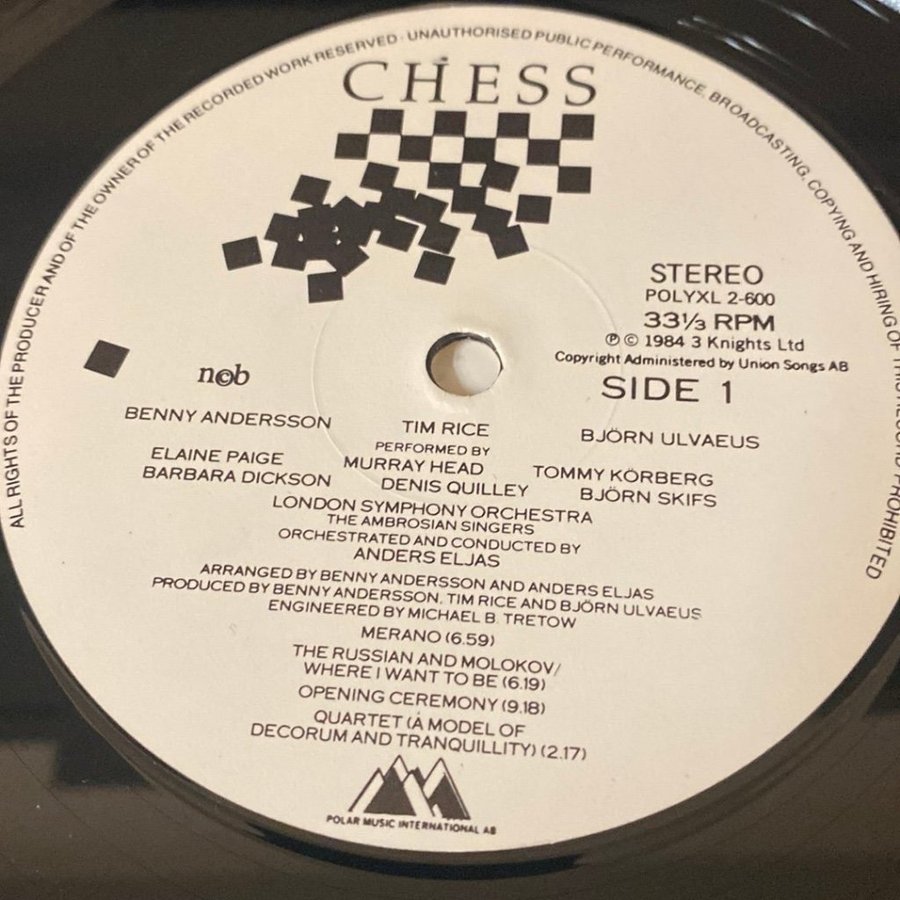 ALL RIGHTS OF THE PRODUCER AND OF THE OWNER OF THE RECORDED WORK RESERVED · UNAUTHORISED PUBLIC PERFORMANCE, BROADCASTING, COPYING AND HIRING OF THIS RECORD PROHIBITED
CHESS
STEREO
POLYXL 2-600
33⅓ RPM
℗ © 1984 3 Knights Ltd
Copyright Administered by Union Songs AB
SIDE 1
ncb
BENNY ANDERSSON TIM RICE BJÖRN ULVAEUS
PERFORMED BY
ELAINE PAIGE MURRAY HEAD TOMMY KÖRBERG
BARBARA DICKSON DENIS QUILLEY BJÖRN SKIFS
LONDON SYMPHONY ORCHESTRA
THE AMBROSIAN SINGERS
ORCHESTRATED AND CONDUCTED BY
ANDERS ELJAS
ARRANGED BY BENNY ANDERSSON AND ANDERS ELJAS
PRODUCED BY BENNY ANDERSSON, TIM RICE AND BJÖRN ULVAEUS
ENGINEERED BY MICHAEL B. TRETOW
MERANO (6.59)
THE RUSSIAN AND MOLOKOV/
WHERE I WANT TO BE (6.19)
OPENING CEREMONY (9.18)
QUARTET (A MODEL OF
DECORUM AND TRANQUILLITY) (2.17)
POLAR MUSIC INTERNATIONAL AB